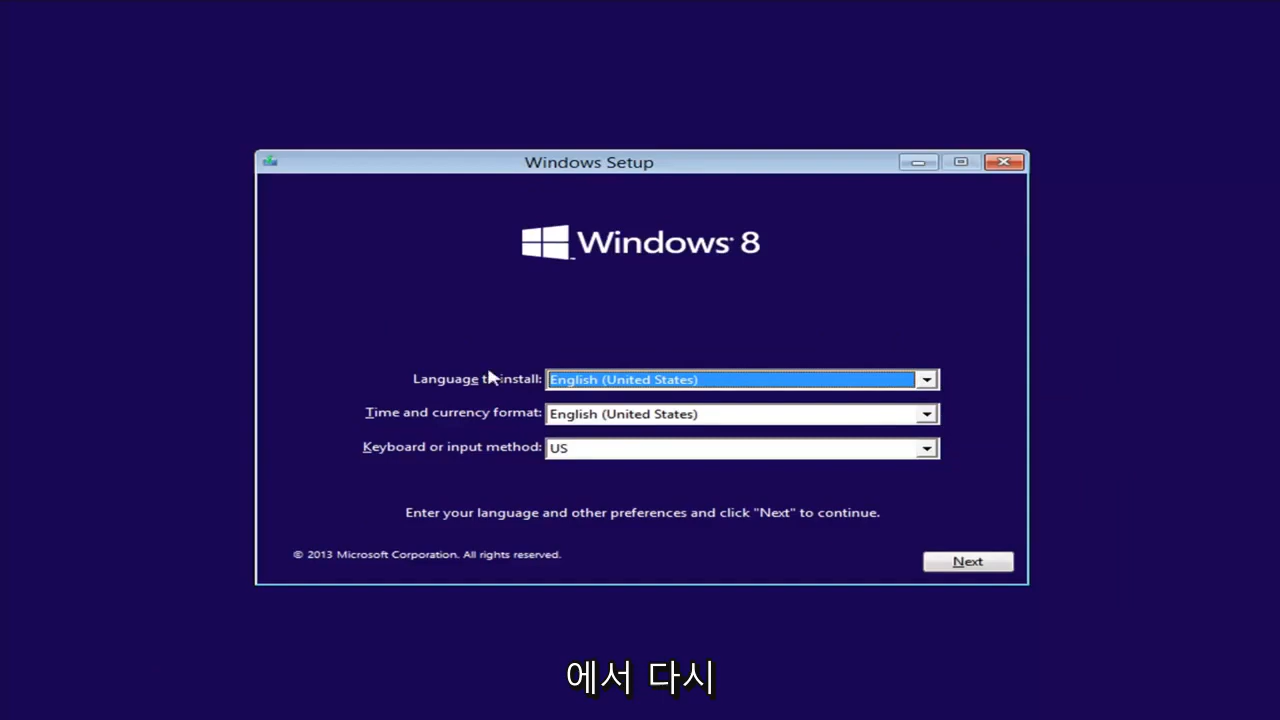 Windows Setup
Windows 8
Language to install: English (United States)
Time and currency format: English (United States)
Keyboard or input method: US
Enter your language and other preferences and click "Next" to continue.
© 2013 Microsoft Corporation. All rights reserved.
Next
에서 다시